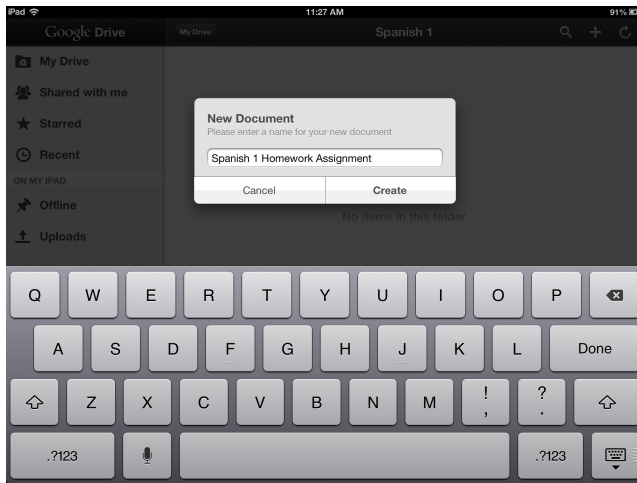 iPad 11:27 AM 91%
Google Drive My Drive Spanish 1
My Drive
Shared with me
Starred
Recent
ON MY IPAD
Offline
Uploads
New Document
Please enter a name for your new document
Spanish 1 Homework Assignment
Cancel Create
No items in this folder
Q W E R T Y U I O P
A S D F G H J K L Done
Z X C V B N M ! , ? .
.?123 .?123